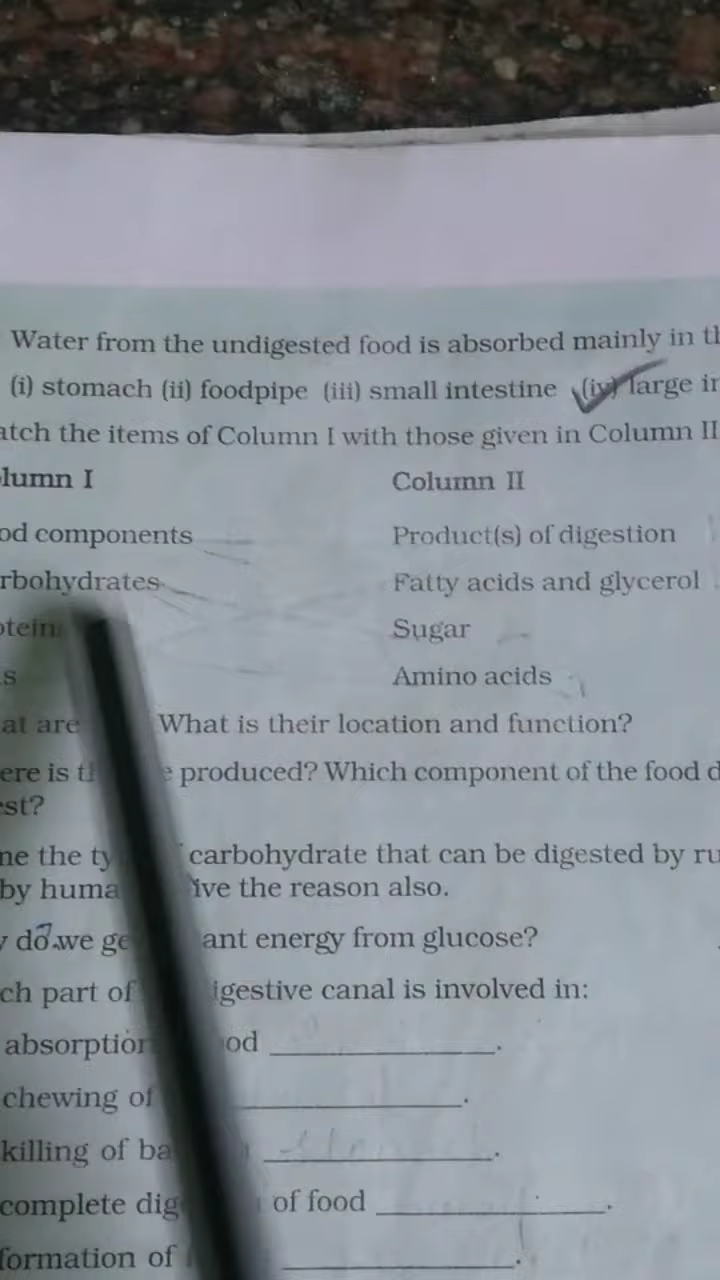 Water from the undigested food is absorbed mainly in th
(i) stomach (ii) foodpipe (iii) small intestine (iv) large in
atch the items of Column I with those given in Column II
lumn I Column II
od components Product(s) of digestion
rbohydrates Fatty acids and glycerol
otein Sugar
s Amino acids
at are What is their location and function?
ere is t e produced? Which component of the food d
est?
ne the ty carbohydrate that can be digested by ru
by huma ive the reason also.
y do we ge ant energy from glucose?
ch part of igestive canal is involved in:
absorption od ____________.
chewing of ____________.
killing of ba ____________.
complete dig of food ____________.
formation of ____________.